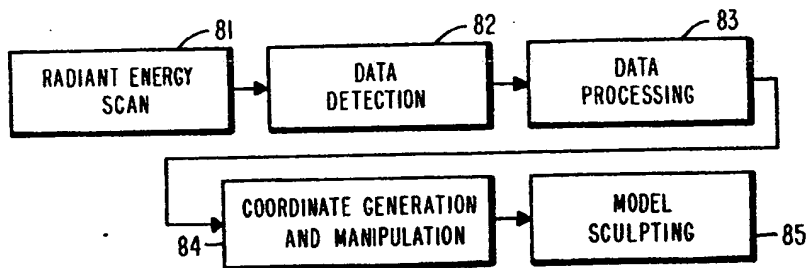 81
RADIANT ENERGY
SCAN
82
DATA
DETECTION
83
DATA
PROCESSING
84
COORDINATE GENERATION
AND MANIPULATION
MODEL
SCULPTING
85